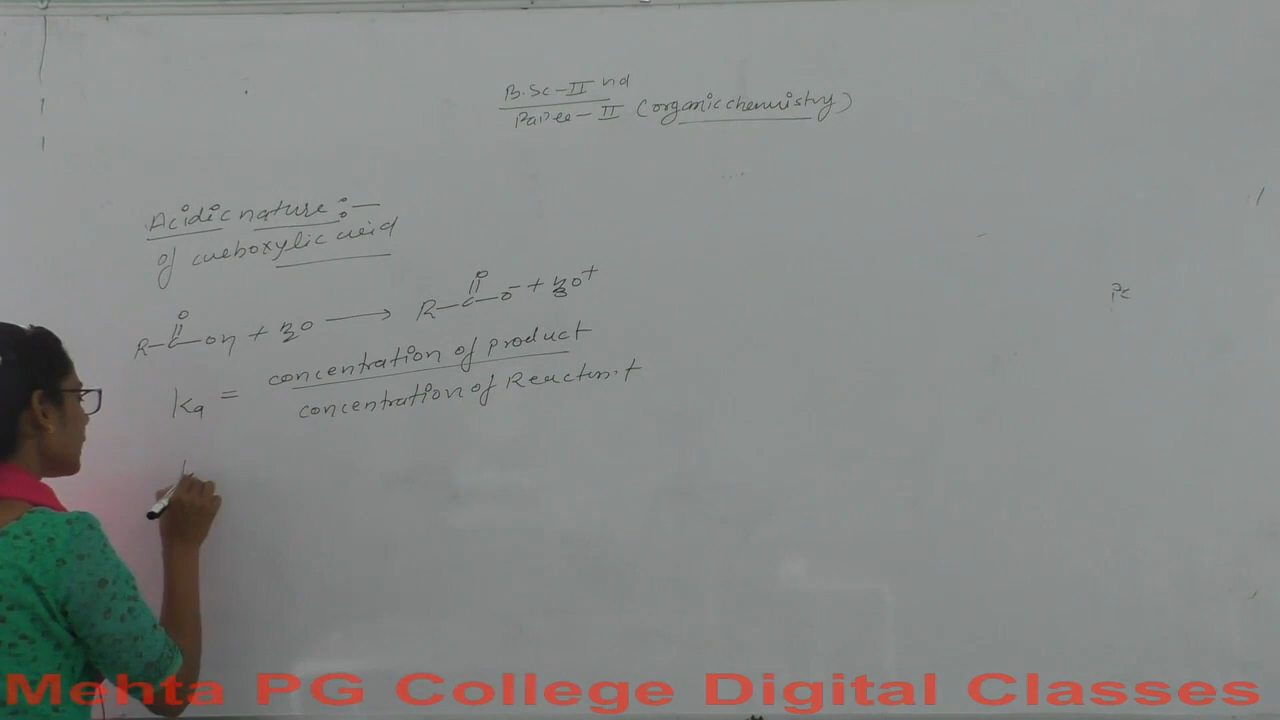 B.Sc-II nd
Paper-II (organic chemistry)
Acidic nature :-
of carboxylic acid
R-C(=O)-OH + H2O ⟶ R-C(=O)-O⁻ + H3O⁺
Ka = concentration of product / concentration of Reactant
Mehta PG College Digital Classes